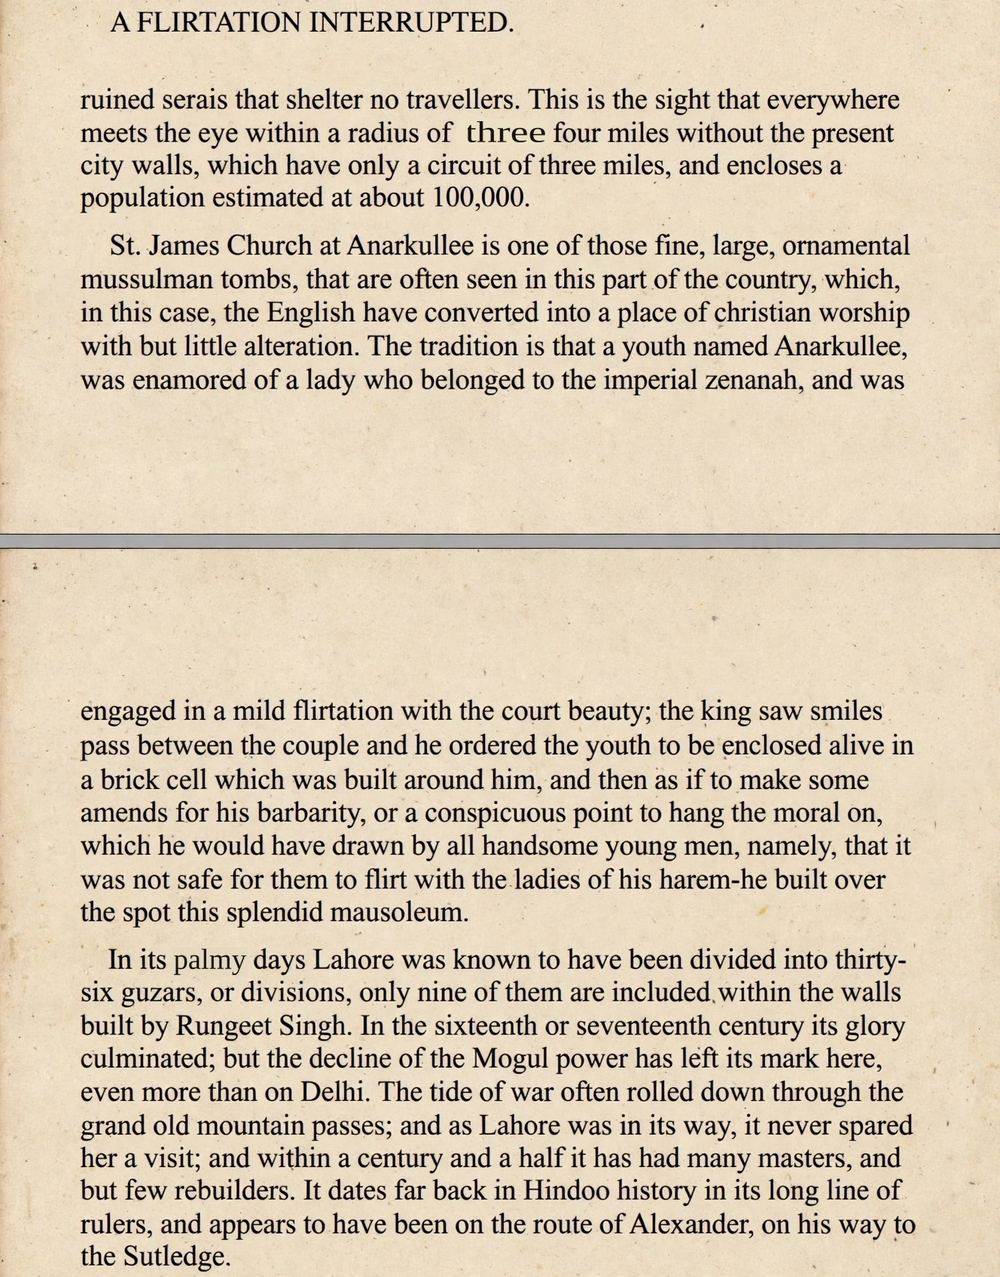 A FLIRTATION INTERRUPTED.
ruined serais that shelter no travellers. This is the sight that everywhere
meets the eye within a radius of three four miles without the present
city walls, which have only a circuit of three miles, and encloses a
population estimated at about 100,000.
St. James Church at Anarkullee is one of those fine, large, ornamental
mussulman tombs, that are often seen in this part of the country, which,
in this case, the English have converted into a place of christian worship
with but little alteration. The tradition is that a youth named Anarkullee,
was enamored of a lady who belonged to the imperial zenanah, and was
engaged in a mild flirtation with the court beauty; the king saw smiles
pass between the couple and he ordered the youth to be enclosed alive in
a brick cell which was built around him, and then as if to make some
amends for his barbarity, or a conspicuous point to hang the moral on,
which he would have drawn by all handsome young men, namely, that it
was not safe for them to flirt with the ladies of his harem-he built over
the spot this splendid mausoleum.
In its palmy days Lahore was known to have been divided into thirty-
six guzars, or divisions, only nine of them are included within the walls
built by Rungeet Singh. In the sixteenth or seventeenth century its glory
culminated; but the decline of the Mogul power has left its mark here,
even more than on Delhi. The tide of war often rolled down through the
grand old mountain passes; and as Lahore was in its way, it never spared
her a visit; and within a century and a half it has had many masters, and
but few rebuilders. It dates far back in Hindoo history in its long line of
rulers, and appears to have been on the route of Alexander, on his way to
the Sutledge.